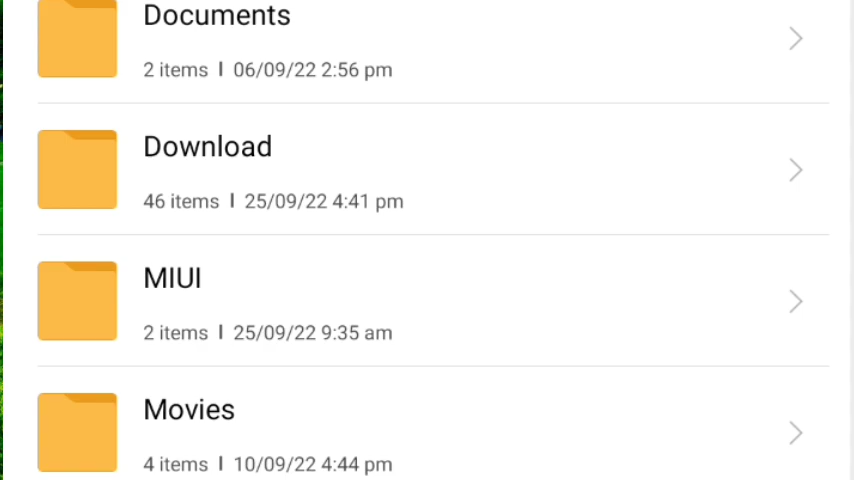 Documents
2 items | 06/09/22 2:56 pm
Download
46 items | 25/09/22 4:41 pm
MIUI
2 items | 25/09/22 9:35 am
Movies
4 items | 10/09/22 4:44 pm